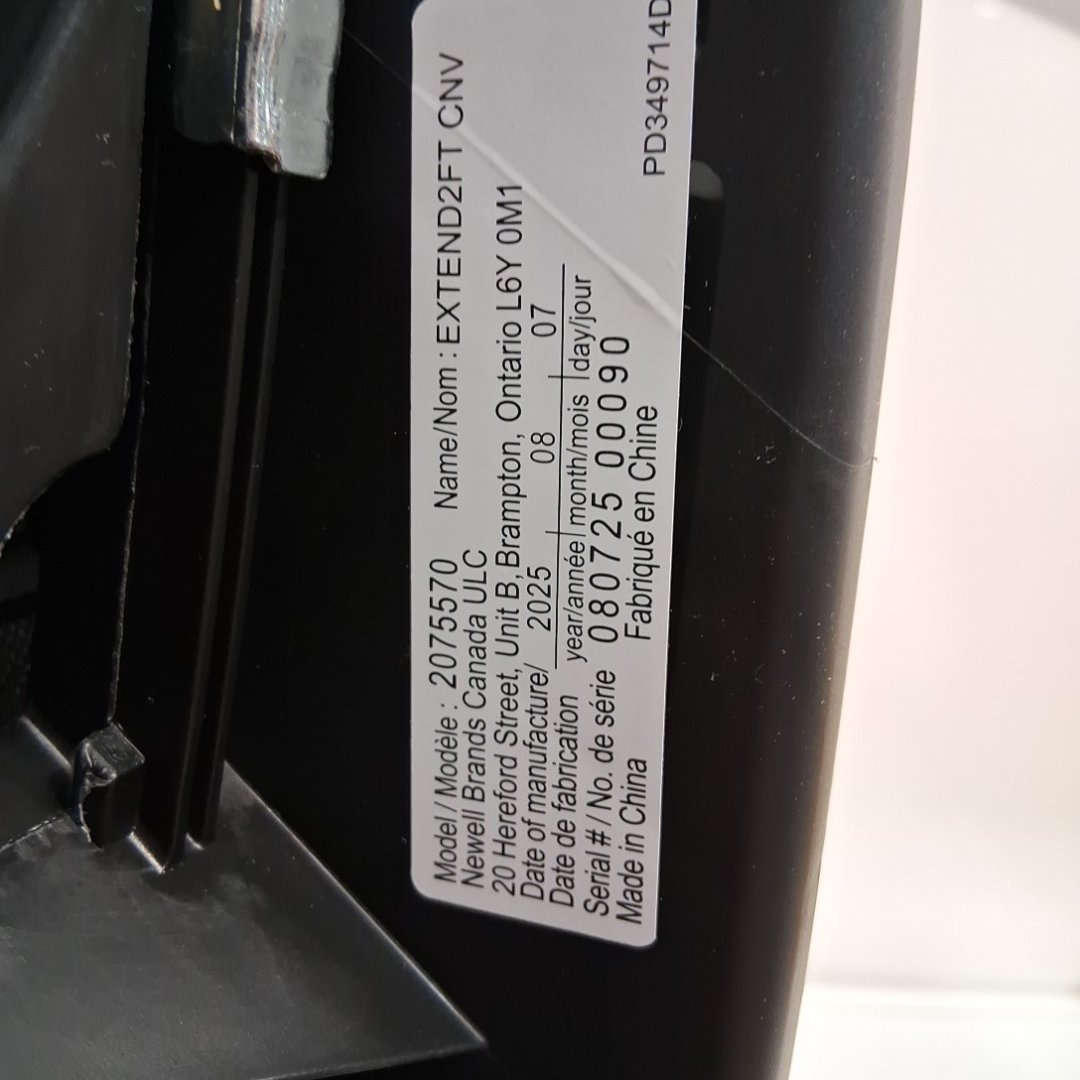 Model / Modèle : 2075570 Name/Nom : EXTEND2FT CNV
Newell Brands Canada ULC
20 Hereford Street, Unit B, Brampton, Ontario L6Y 0M1
Date of manufacture/ 2025 08 07
Date de fabrication year/année month/mois day/jour
Serial # / No. de série 080725 00090
Made in China Fabriqué en Chine
PD349714D